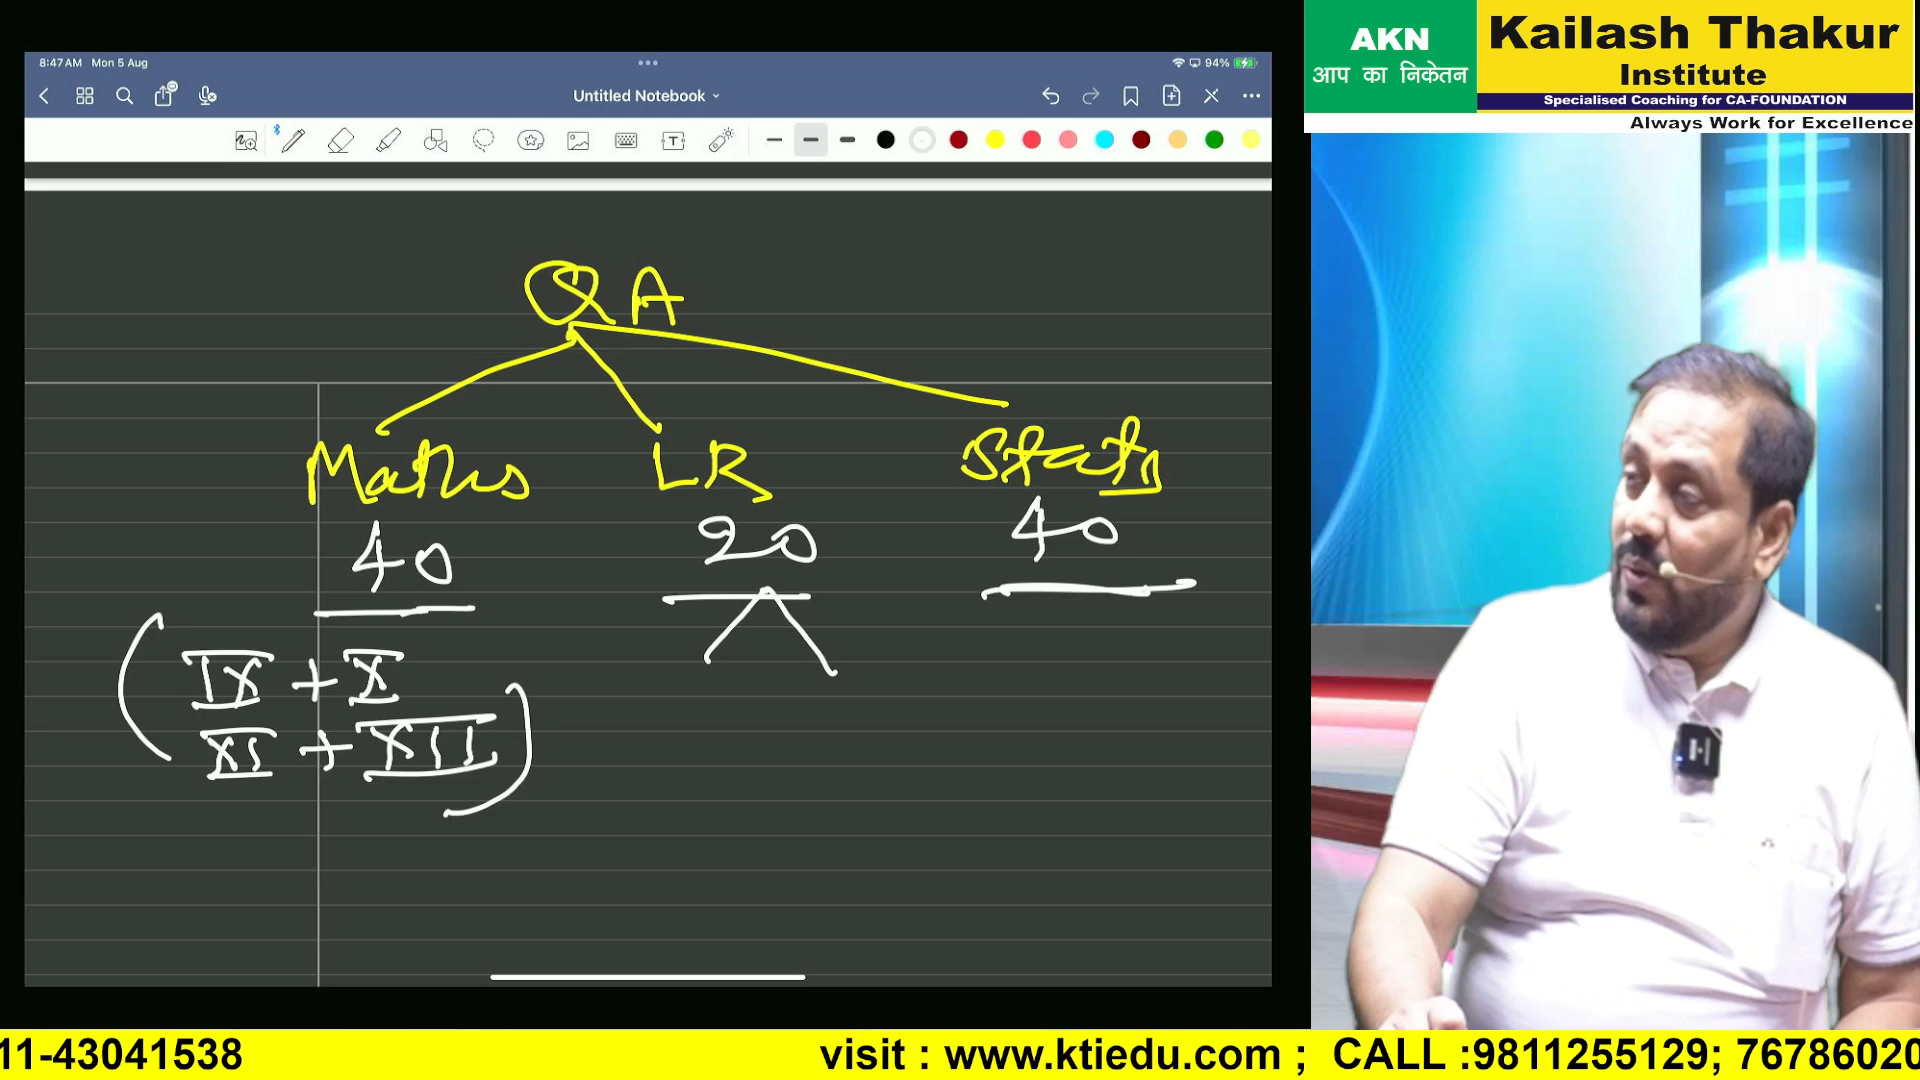 8:47AM Mon 5 Aug
94%
Untitled Notebook
T
QA
Maths LR Stats
40 20 40
IX + X
XI + XII
AKN
आप का निकेतन
Kailash Thakur
Institute
Specialised Coaching for CA-FOUNDATION
Always Work for Excellence
11-43041538 visit : www.ktiedu.com ; CALL :9811255129; 76786020